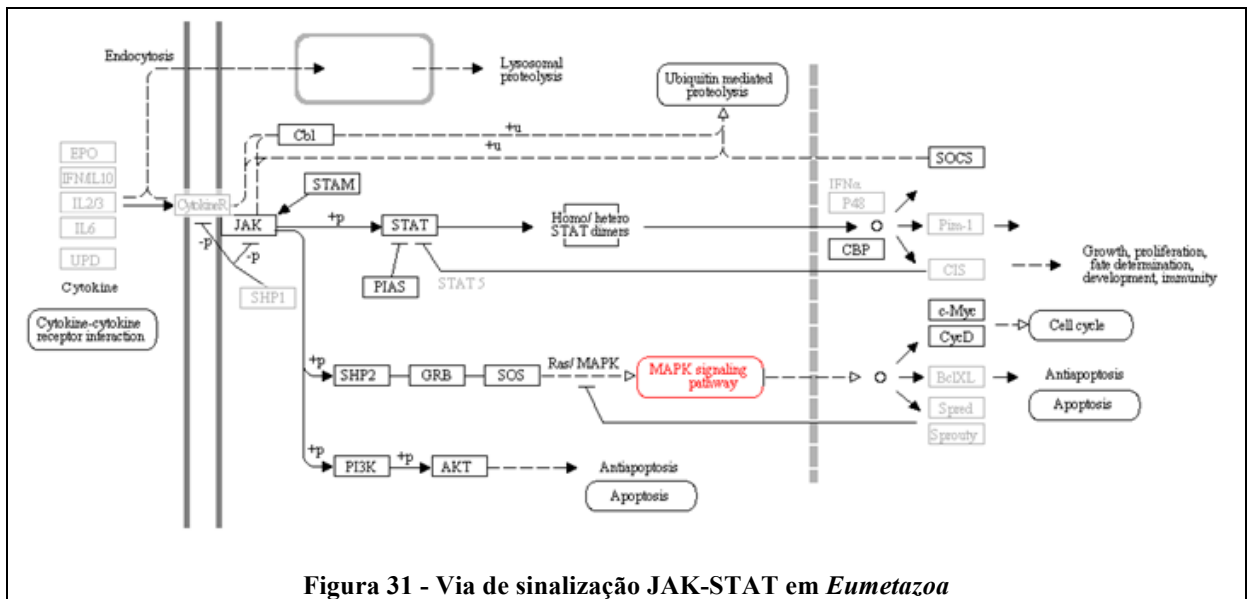 Endocytosis
Lysosomal
proteolysis
Ubiquitin mediated
proteolysis
Cbl
+u
+u
SOCS
EPO
IFN/IL10
IL2/3
IL6
UPD
Cytokine
Cytokine-cytokine
receptor interaction
CytokineR
STAM
JAK
+p
STAT
Homo/ hetero
STAT dimers
IFNα
P48
CBP
Pim-1
CIS
Growth, proliferation,
fate determination,
development, immunity
-p
-p
SHP1
PIAS
STAT5
c-Myc
CycD
Cell cycle
+p
SHP2
GRB
SOS
Ras/ MAPK
MAPK signaling
pathway
BclXL
Antiapoptosis
Apoptosis
Spred
Sprouty
+p
PI3K
+p
AKT
Antiapoptosis
Apoptosis
Figura 31 - Via de sinalização JAK-STAT em Eumetazoa